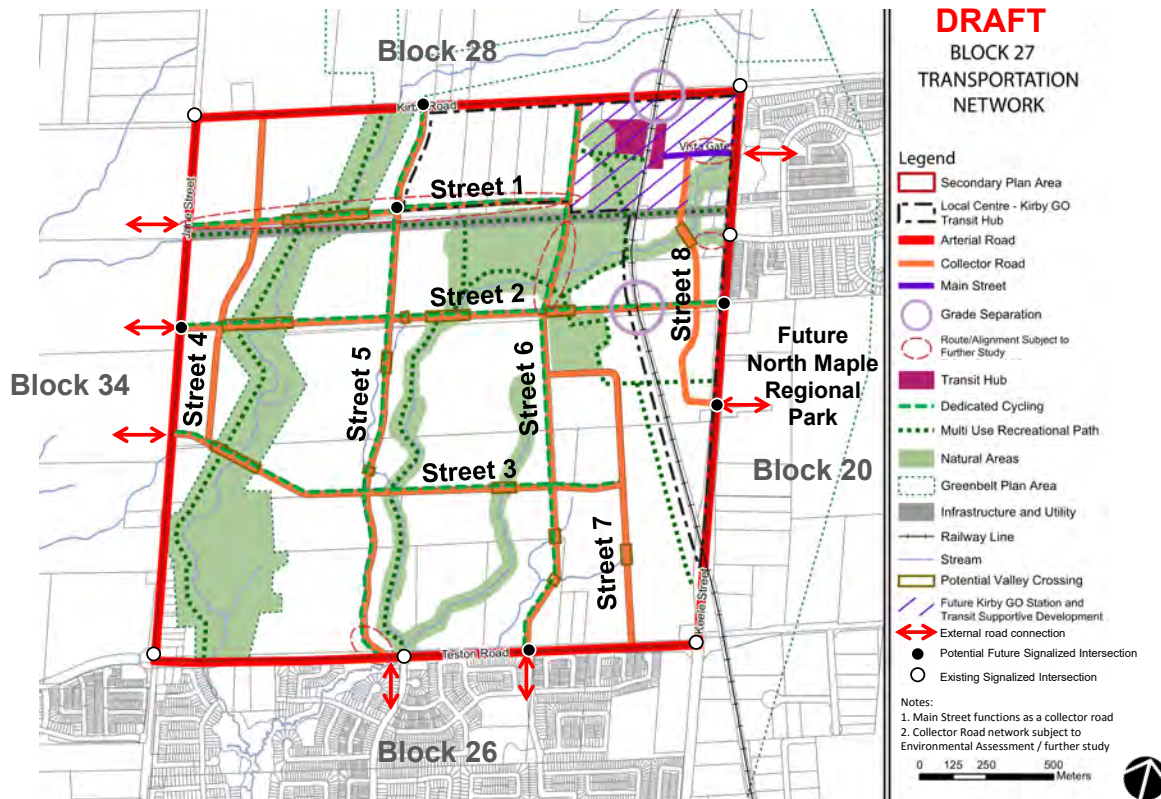 Block 28
Kirby Road
Vista Gate
Street 1
Jane Street
Street 2
Street 8
Street 4
Street 5
Street 6
Future
North Maple
Regional
Park
Block 34
Street 3
Block 20
Street 7
Keele Street
Teston Road
Block 26
DRAFT
BLOCK 27
TRANSPORTATION
NETWORK
Legend
Secondary Plan Area
Local Centre - Kirby GO
Transit Hub
Arterial Road
Collector Road
Main Street
Grade Separation
Route/Alignment Subject to
Further Study
Transit Hub
Dedicated Cycling
Multi Use Recreational Path
Natural Areas
Greenbelt Plan Area
Infrastructure and Utility
Railway Line
Stream
Potential Valley Crossing
Future Kirby GO Station and
Transit Supportive Development
External road connection
Potential Future Signalized Intersection
Existing Signalized Intersection
Notes:
1. Main Street functions as a collector road
2. Collector Road network subject to
Environmental Assessment / further study
0 125 250 500
Meters